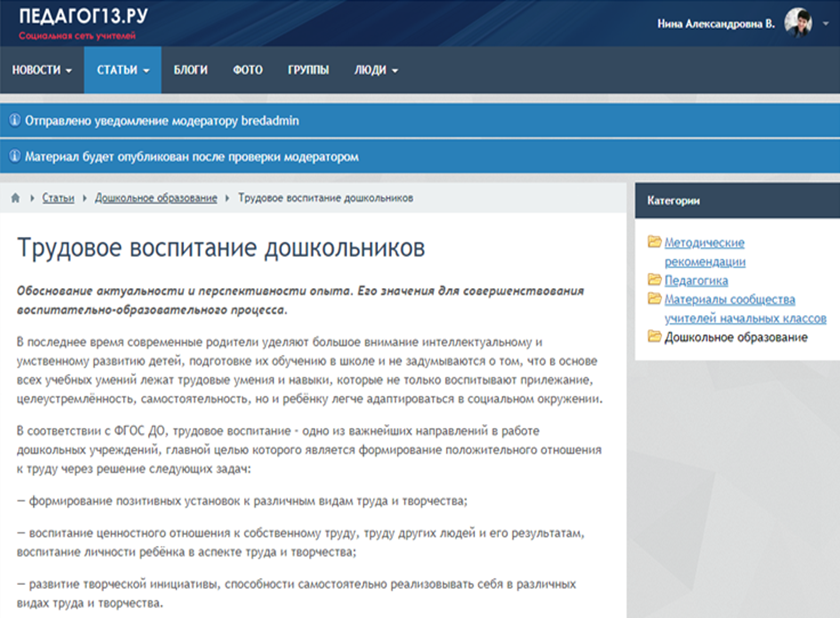 ПЕДАГОГ13.РУ
Социальная сеть учителей
Нина Александровна В.
НОВОСТИ СТАТЬИ БЛОГИ ФОТО ГРУППЫ ЛЮДИ
Отправлено уведомление модератору bredadmin
Материал будет опубликован после проверки модератором
Статьи Дошкольное образование Трудовое воспитание дошкольников
Трудовое воспитание дошкольников
Обоснование актуальности и перспективности опыта. Его значения для совершенствования
воспитательно-образовательного процесса.
В последнее время современные родители уделяют большое внимание интеллектуальному и
умственному развитию детей, подготовке их обучению в школе и не задумываются о том, что в основе
всех учебных умений лежат трудовые умения и навыки, которые не только воспитывают прилежание,
целеустремлённость, самостоятельность, но и ребёнку легче адаптироваться в социальном окружении.
В соответствии с ФГОС ДО, трудовое воспитание - одно из важнейших направлений в работе
дошкольных учреждений, главной целью которого является формирование положительного отношения
к труду через решение следующих задач:
— формирование позитивных установок к различным видам труда и творчества;
— воспитание ценностного отношения к собственному труду, труду других людей и его результатам,
воспитание личности ребёнка в аспекте труда и творчества;
— развитие творческой инициативы, способности самостоятельно реализовывать себя в различных
видах труда и творчества.
Категории
Методические
рекомендации
Педагогика
Материалы сообщества
учителей начальных классов
Дошкольное образование